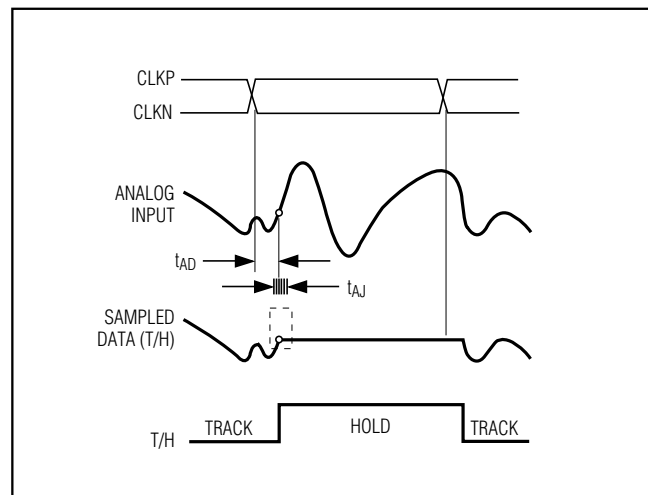 CLKP
CLKN
ANALOG
INPUT
tAD
tAJ
SAMPLED
DATA (T/H)
T/H
TRACK
HOLD
TRACK